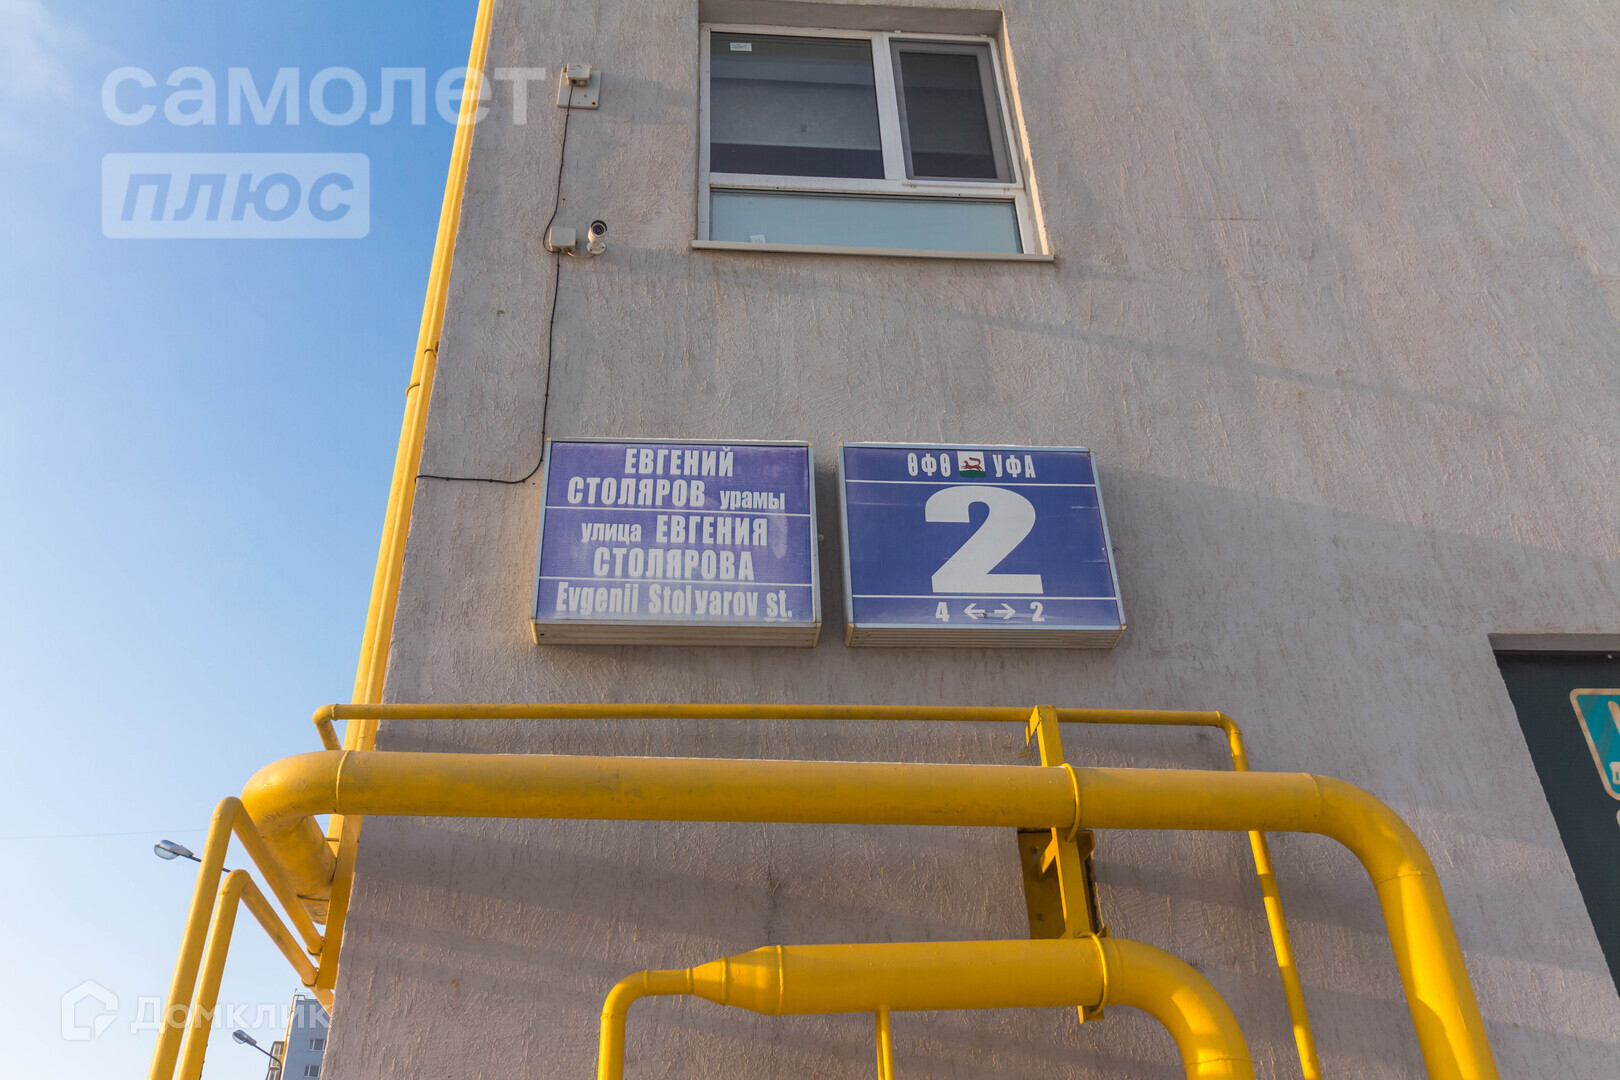 самолет
плюс
ЕВГЕНИЙ
СТОЛЯРОВ урамы
улица ЕВГЕНИЯ
СТОЛЯРОВА
Evgenii Stolyarov st.
ӨФӨ УФА
2
4 ←→ 2
Домклик